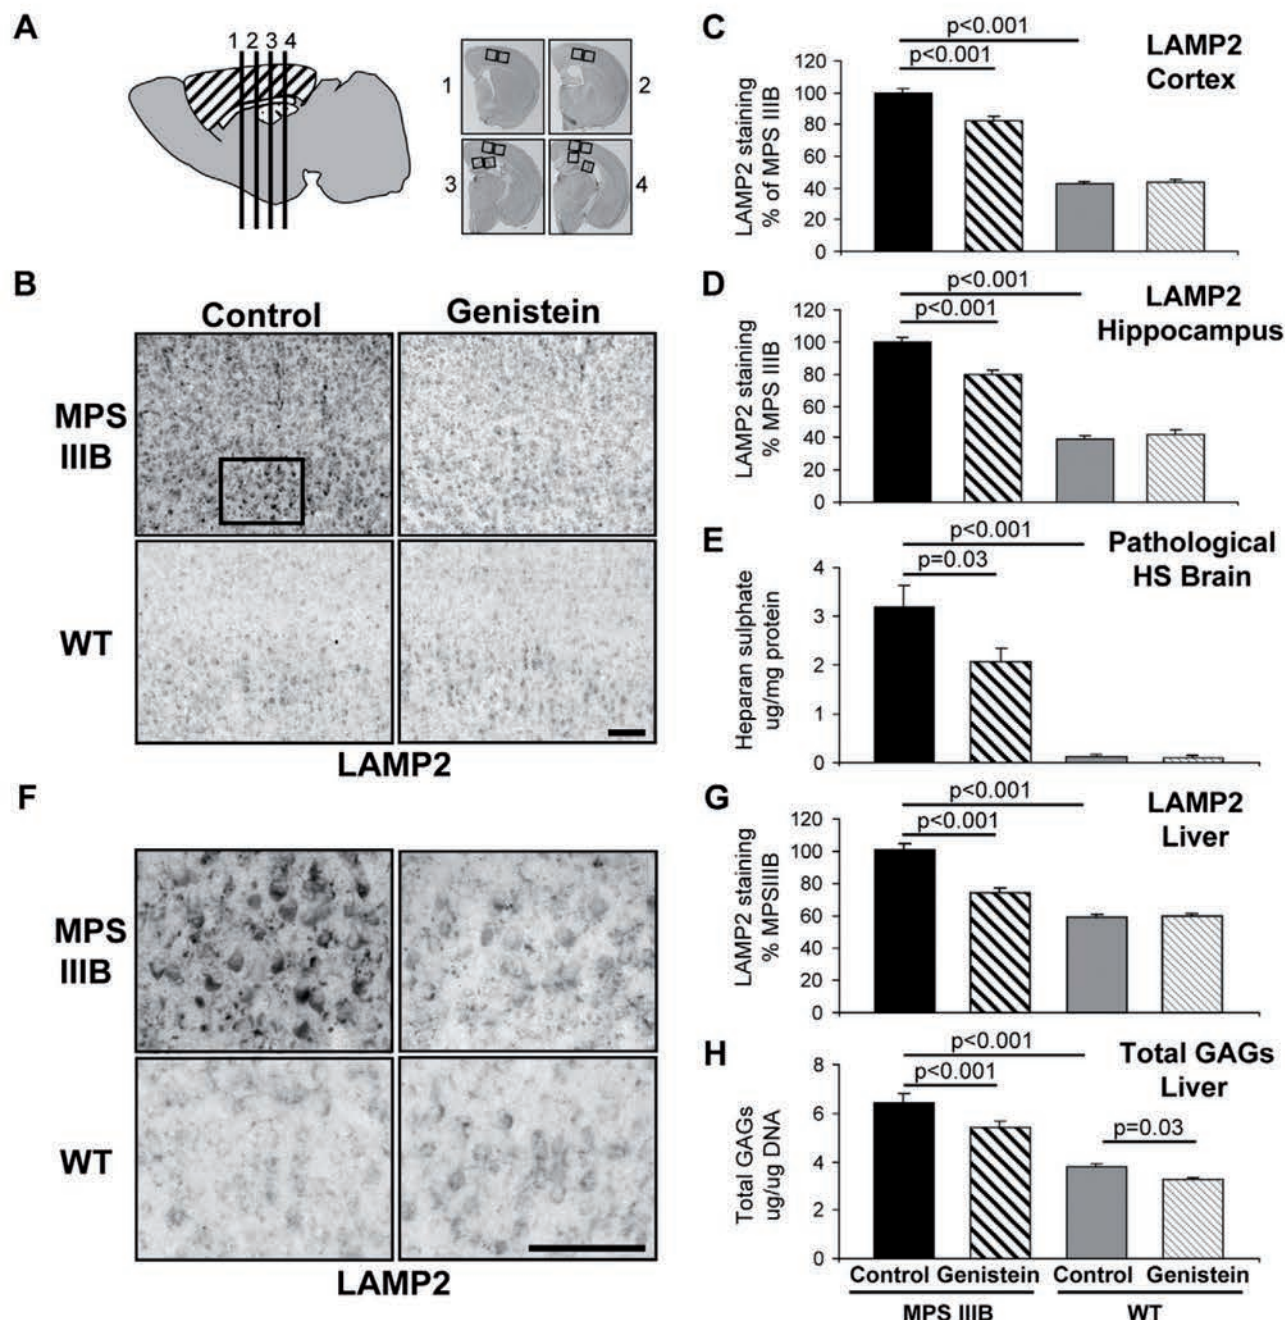 A
1 2 3 4
1
2
3
4
B
Control
Genistein
MPS
IIIB
WT
LAMP2
F
MPS
IIIB
WT
LAMP2
C
p<0.001
p<0.001
LAMP2
Cortex
LAMP2 staining
% of MPS IIIB
120
100
80
60
40
20
0
D
p<0.001
p<0.001
LAMP2
Hippocampus
LAMP2 staining
% MPS IIIB
120
100
80
60
40
20
0
E
p<0.001
p=0.03
Pathological
HS Brain
Heparan sulphate
ug/mg protein
4
3
2
1
0
G
p<0.001
p<0.001
LAMP2
Liver
LAMP2 staining
% MPSIIIB
120
100
80
60
40
20
0
H
p<0.001
p<0.001
p=0.03
Total GAGs
Liver
Total GAGs
ug/ug DNA
8
6
4
2
0
Control Genistein Control Genistein
MPS IIIB WT